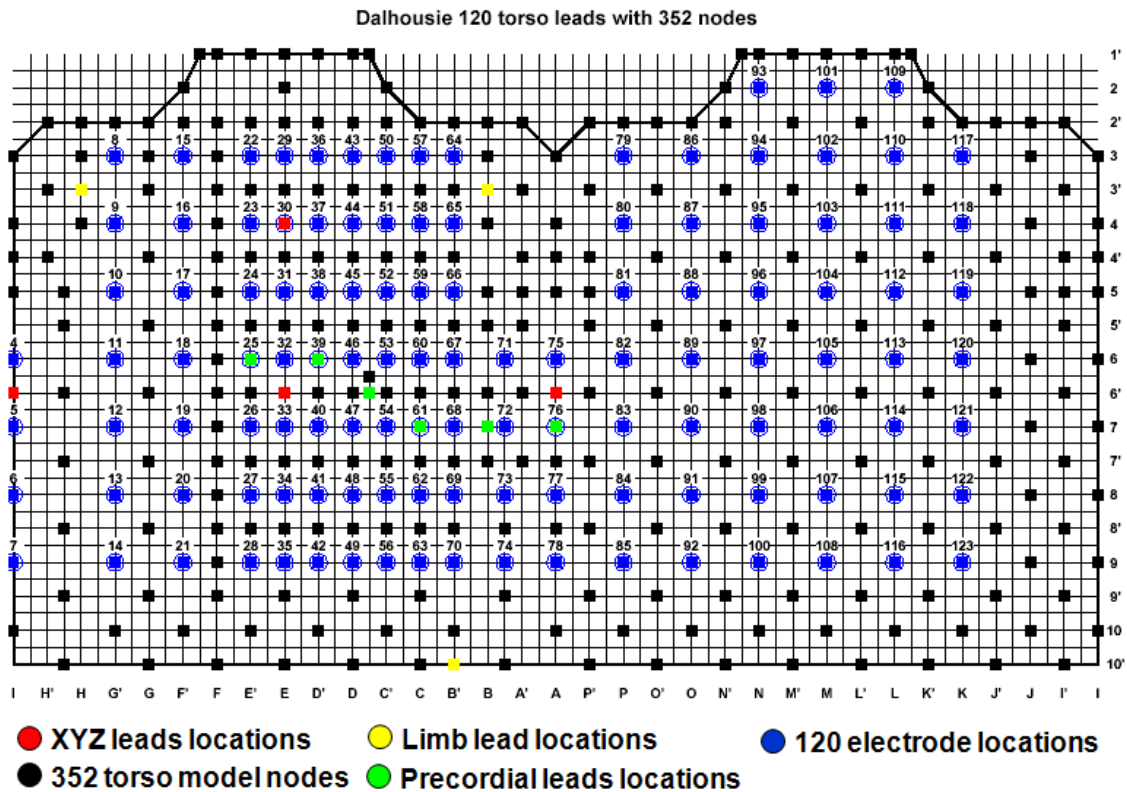 Dalhousie 120 torso leads with 352 nodes
1'
93 101 109
2
2'
8 15 22 29 36 43 50 57 64 79 86 94 102 110 117
3
3'
9 16 23 30 37 44 51 58 65 80 87 95 103 111 118
4
4'
10 17 24 31 38 45 52 59 66 81 88 96 104 112 119
5
5'
4 11 18 25 32 39 46 53 60 67 71 75 82 89 97 105 113 120
6
6'
5 12 19 26 33 40 47 54 61 68 72 76 83 90 98 106 114 121
7
7'
6 13 20 27 34 41 48 55 62 69 73 77 84 91 99 107 115 122
8
8'
7 14 21 28 35 42 49 56 63 70 74 78 85 92 100 108 116 123
9
9'
10
10'
I H' H G' G F' F E' E D' D C' C B' B A' A P' P O' O N' N M' M L' L K' K J' J I' I
XYZ leads locations Limb lead locations 120 electrode locations
352 torso model nodes Precordial leads locations